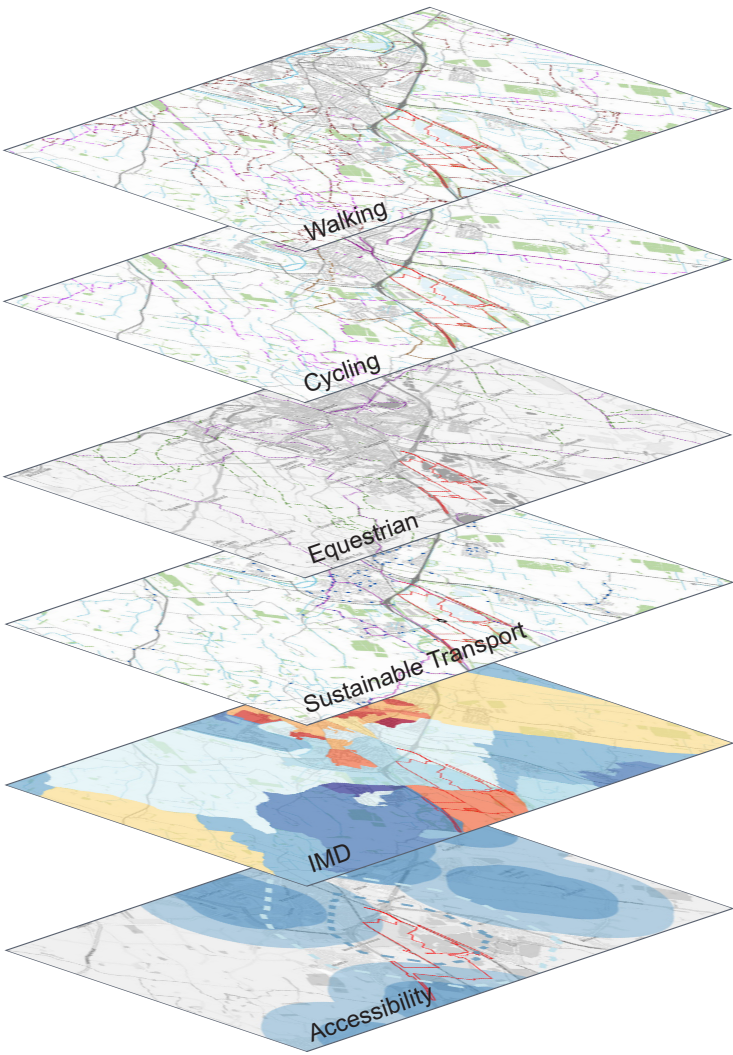 Walking
Cycling
Equestrian
Sustainable Transport
IMD
Accessibility